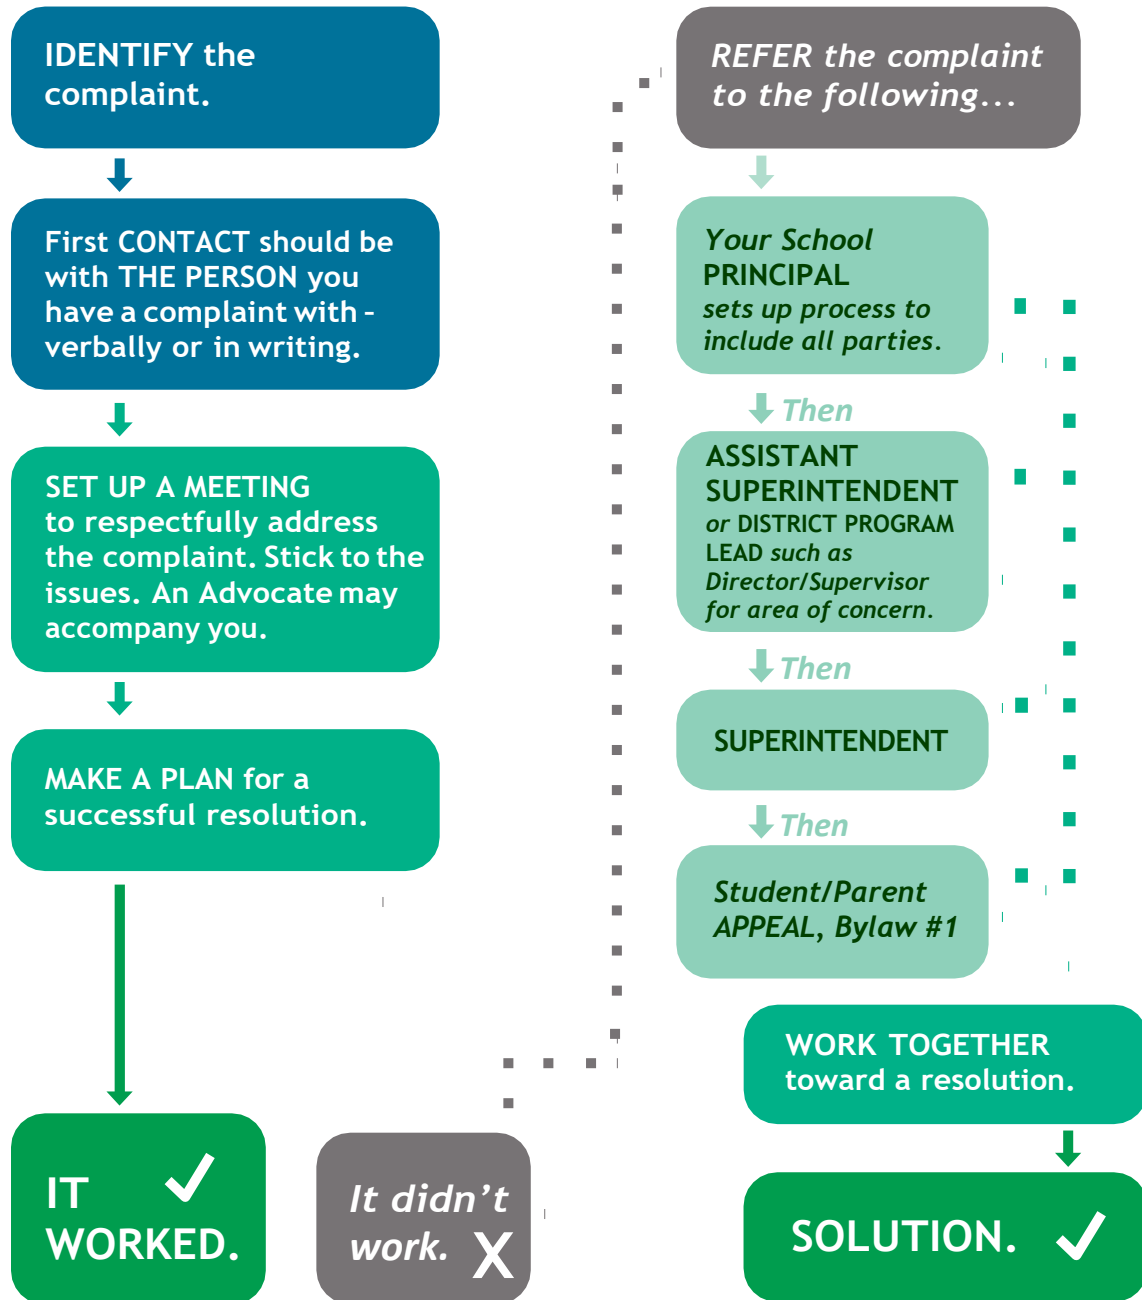 IDENTIFY the
complaint.
First CONTACT should be
with THE PERSON you
have a complaint with –
verbally or in writing.
SET UP A MEETING
to respectfully address
the complaint. Stick to the
issues. An Advocate may
accompany you.
MAKE A PLAN for a
successful resolution.
IT
WORKED.
It didn’t
work. X
REFER the complaint
to the following...
Your School
PRINCIPAL
sets up process to
include all parties.
Then
ASSISTANT
SUPERINTENDENT
or DISTRICT PROGRAM
LEAD such as
Director/Supervisor
for area of concern.
Then
SUPERINTENDENT
Then
Student/Parent
APPEAL, Bylaw #1
WORK TOGETHER
toward a resolution.
SOLUTION.